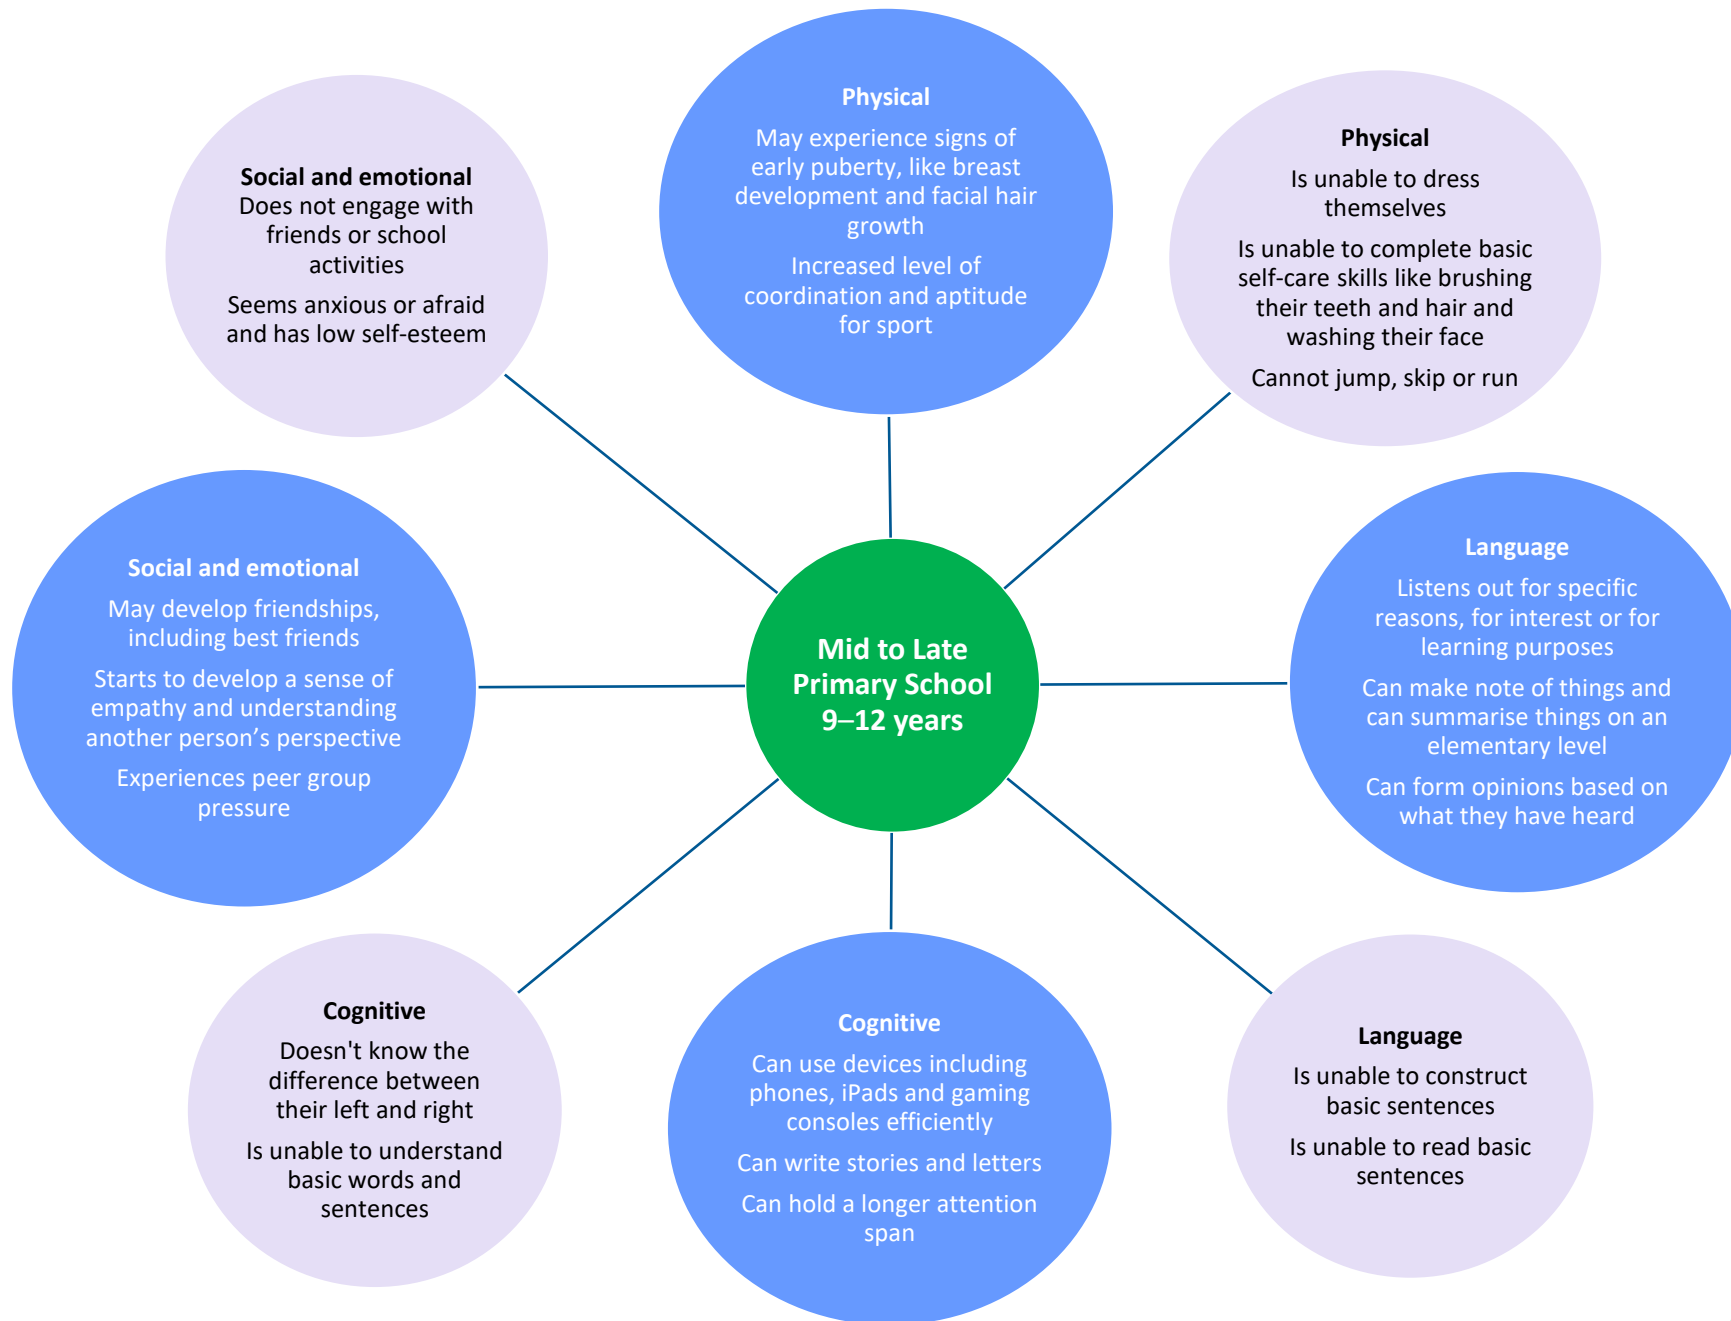 Physical
May experience signs of
early puberty, like breast
development and facial hair
growth
Increased level of
coordination and aptitude
for sport
Physical
Is unable to dress
themselves
Is unable to complete basic
self-care skills like brushing
their teeth and hair and
washing their face
Cannot jump, skip or run
Language
Listens out for specific
reasons, for interest or for
learning purposes
Can make note of things and
can summarise things on an
elementary level
Can form opinions based on
what they have heard
Language
Is unable to construct
basic sentences
Is unable to read basic
sentences
Cognitive
Can use devices including
phones, iPads and gaming
consoles efficiently
Can write stories and letters
Can hold a longer attention
span
Cognitive
Doesn't know the
difference between
their left and right
Is unable to understand
basic words and
sentences
Social and emotional
May develop friendships,
including best friends
Starts to develop a sense of
empathy and understanding
another person’s perspective
Experiences peer group
pressure
Social and emotional
Does not engage with
friends or school
activities
Seems anxious or afraid
and has low self-esteem
Mid to Late
Primary School
9–12 years